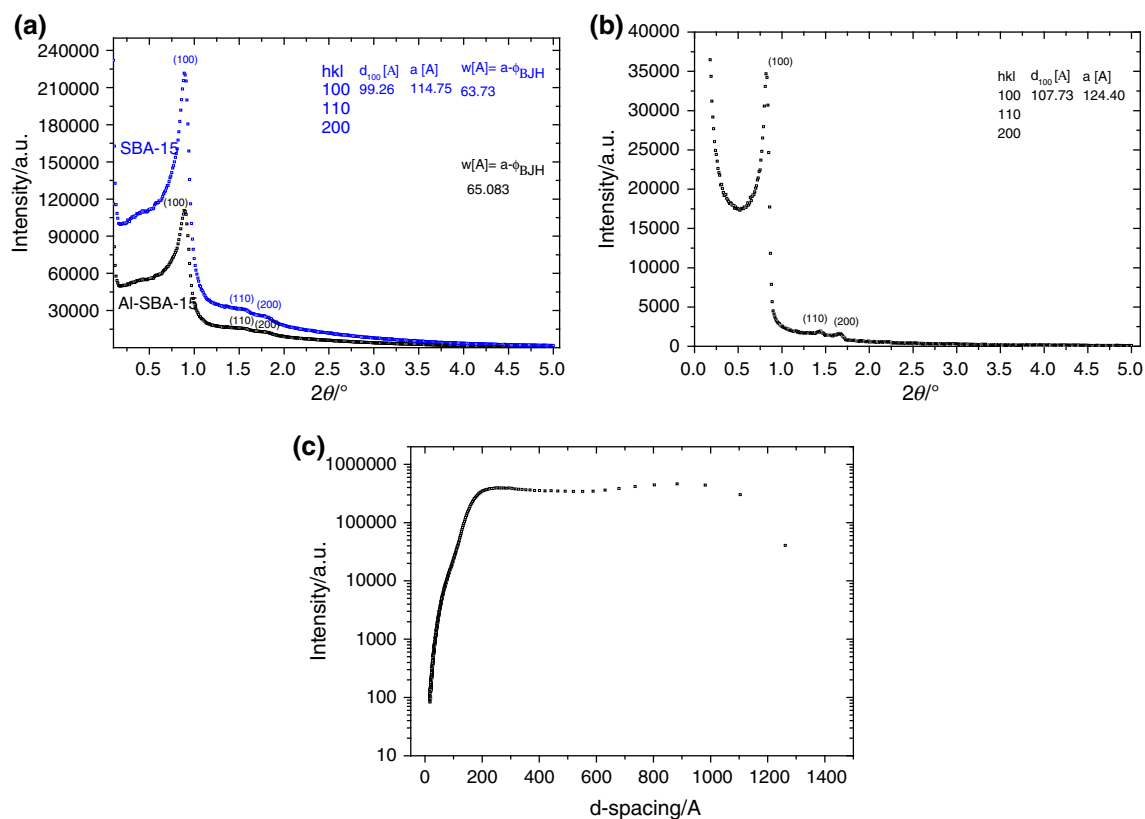 (a)
240000
210000
180000
150000
120000
90000
60000
30000
Intensity/a.u.
(100)
SBA-15
(100)
Al-SBA-15
(110)
(200)
(110)
(200)
hkl d100 [A] a [A] w[A]= a-ϕBJH
100 99.26 114.75 63.73
110
200
w[A]= a-ϕBJH
65.083
0.5 1.0 1.5 2.0 2.5 3.0 3.5 4.0 4.5 5.0
2θ/°
(b)
40000
35000
30000
25000
20000
15000
10000
5000
0
Intensity/a.u.
(100)
(110)
(200)
hkl d100 [A] a [A]
100 107.73 124.40
110
200
0.0 0.5 1.0 1.5 2.0 2.5 3.0 3.5 4.0 4.5 5.0
2θ/°
(c)
1000000
100000
10000
1000
100
10
Intensity/a.u.
0 200 400 600 800 1000 1200 1400
d-spacing/A